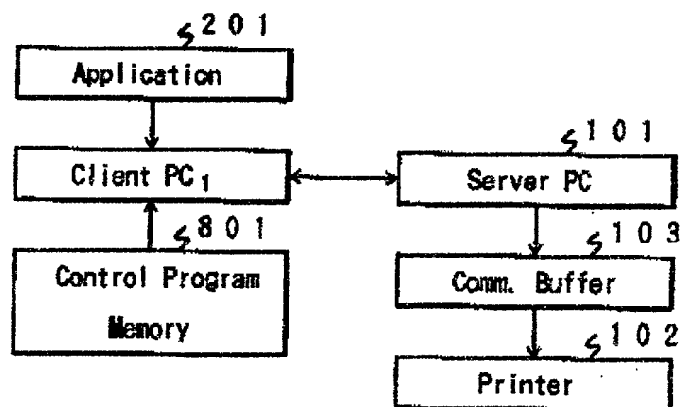 201
Application
Client PC1
101
Server PC
801
Control Program
Memory
103
Comm. Buffer
102
Printer